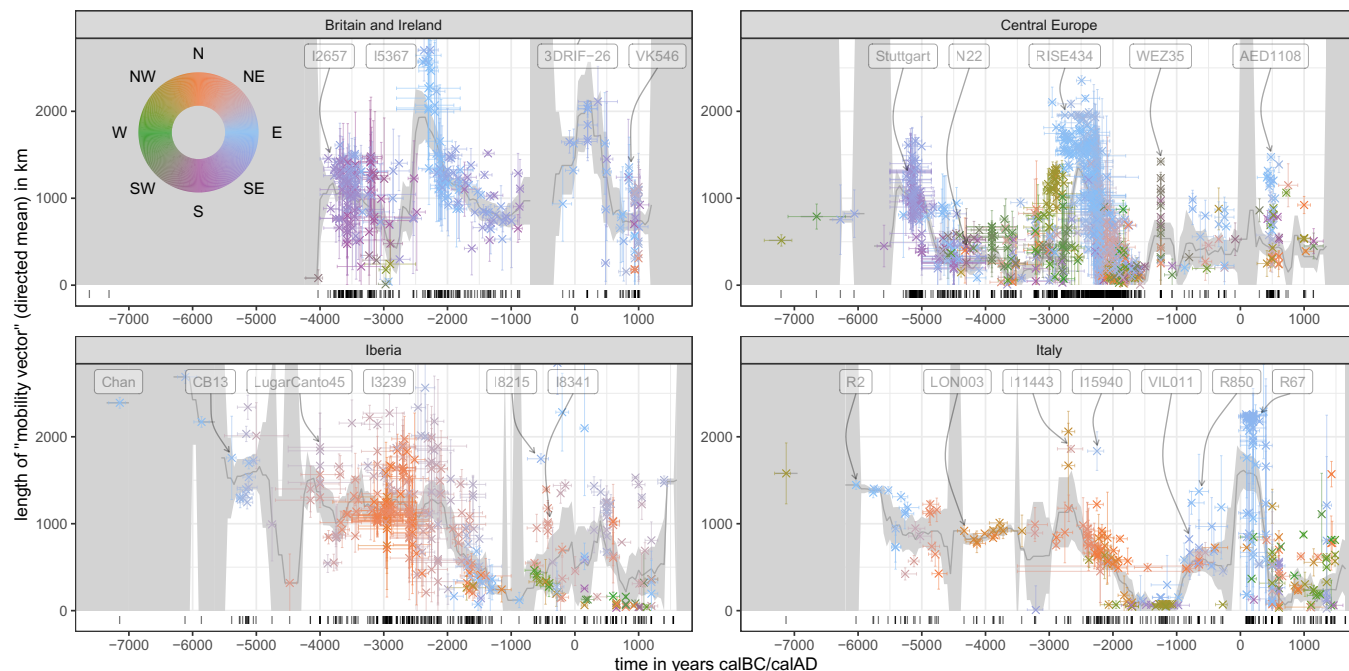 Britain and Ireland
Central Europe
N
NW NE
W E
SW SE
S
I2657 I5367 3DRIF−26 VK546
Stuttgart N22 RISE434 WEZ35 AED1108
2000
1000
0
2000
1000
0
−7000 −6000 −5000 −4000 −3000 −2000 −1000 0 1000
−7000 −6000 −5000 −4000 −3000 −2000 −1000 0 1000
Iberia
Italy
Chan CB13 LugarCanto45 I3239 I8215 I8341
R2 LON003 I11443 I15940 VIL011 R850 R67
2000
1000
0
2000
1000
0
−7000 −6000 −5000 −4000 −3000 −2000 −1000 0 1000
−7000 −6000 −5000 −4000 −3000 −2000 −1000 0 1000
length of "mobility vector" (directed mean) in km
time in years calBC/calAD